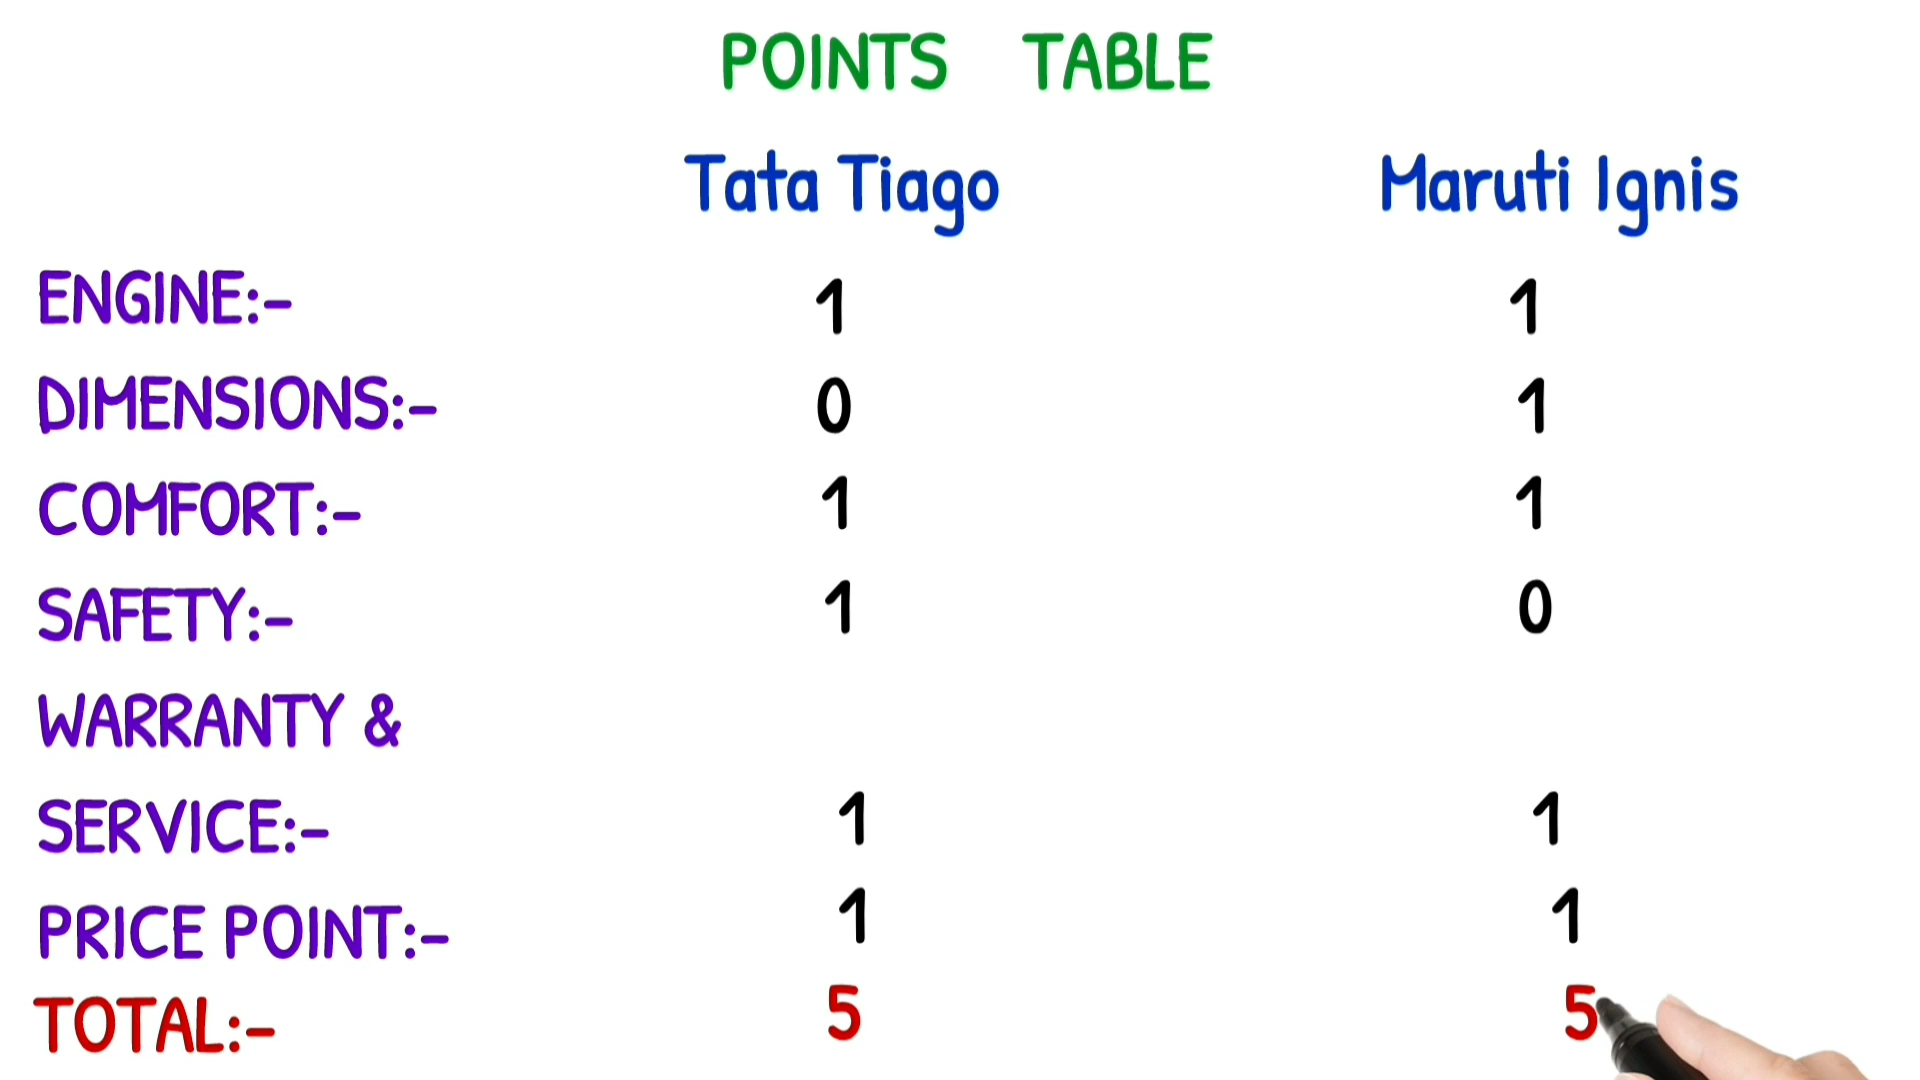 POINTS TABLE
Tata Tiago Maruti Ignis
ENGINE:- 1 1
DIMENSIONS:- 0 1
COMFORT:- 1 1
SAFETY:- 1 0
WARRANTY &
SERVICE:- 1 1
PRICE POINT:- 1 1
TOTAL:- 5 5